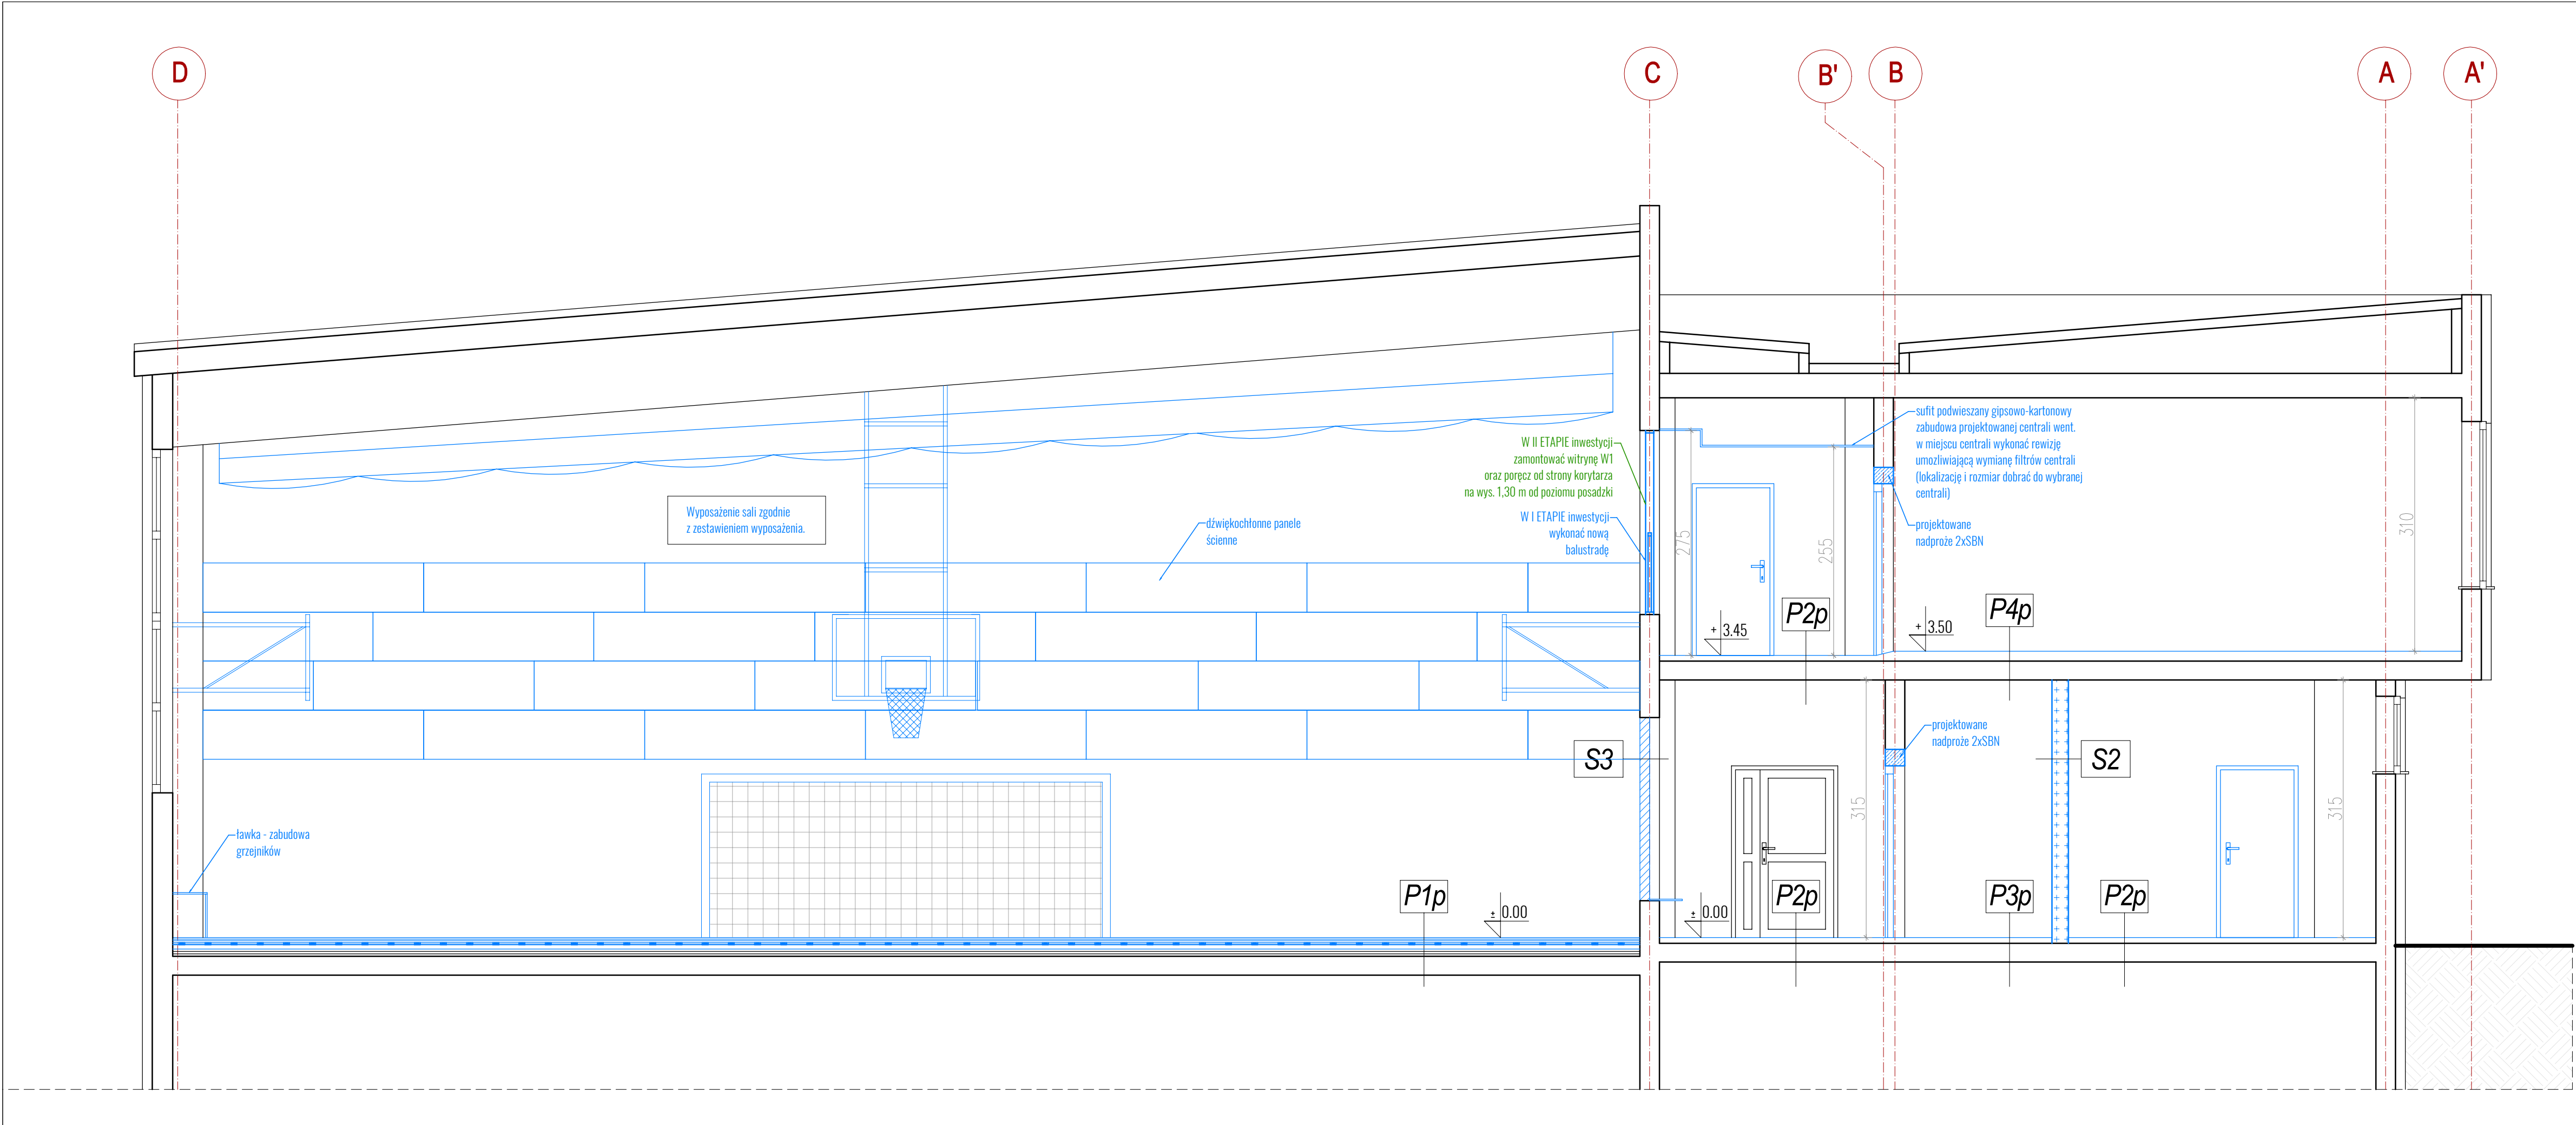 D
C
B'
B
A
A'
W II ETAPIE inwestycji
zamontować witrynę W1
oraz poręcz od strony korytarza
na wys. 1,30 m od poziomu posadzki
W I ETAPIE inwestycji
wykonać nową
balustradę
sufit podwieszany gipsowo-kartonowy
zabudowa projektowanej centrali went.
w miejscu centrali wykonać rewizję
umozliwiającą wymianę filtrów centrali
(lokalizację i rozmiar dobrać do wybranej
centrali)
projektowane
nadproże 2xSBN
Wyposażenie sali zgodnie
z zestawieniem wyposażenia.
dźwiękochłonne panele
ścienne
275
255
310
+ 3.45
P2p
+ 3.50
P4p
projektowane
nadproże 2xSBN
S3
S2
315
315
ławka - zabudowa
grzejników
P1p
± 0.00
± 0.00
P2p
P3p
P2p